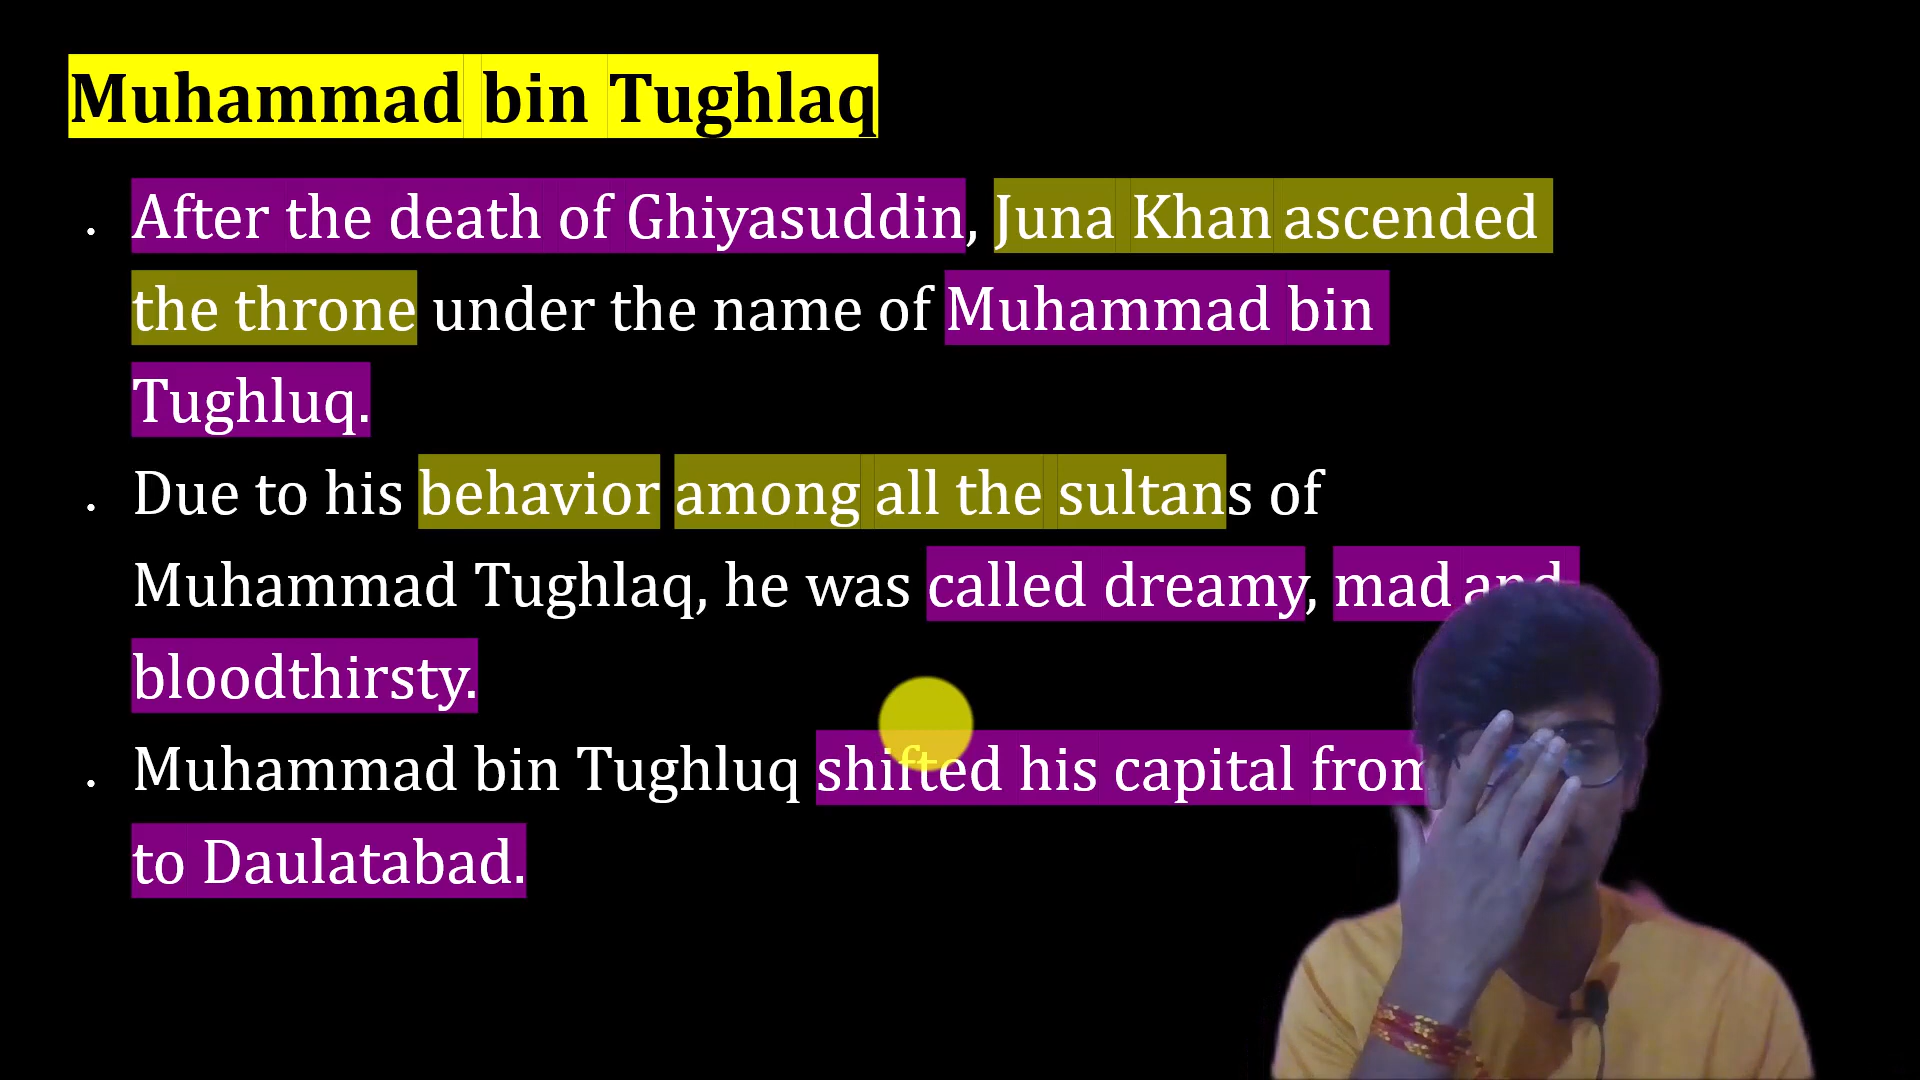 Muhammad bin Tughlaq
. After the death of Ghiyasuddin, Juna Khan ascended
the throne under the name of Muhammad bin
Tughluq.
. Due to his behavior among all the sultans of
Muhammad Tughlaq, he was called dreamy, mad and
bloodthirsty.
. Muhammad bin Tughluq shifted his capital from
to Daulatabad.